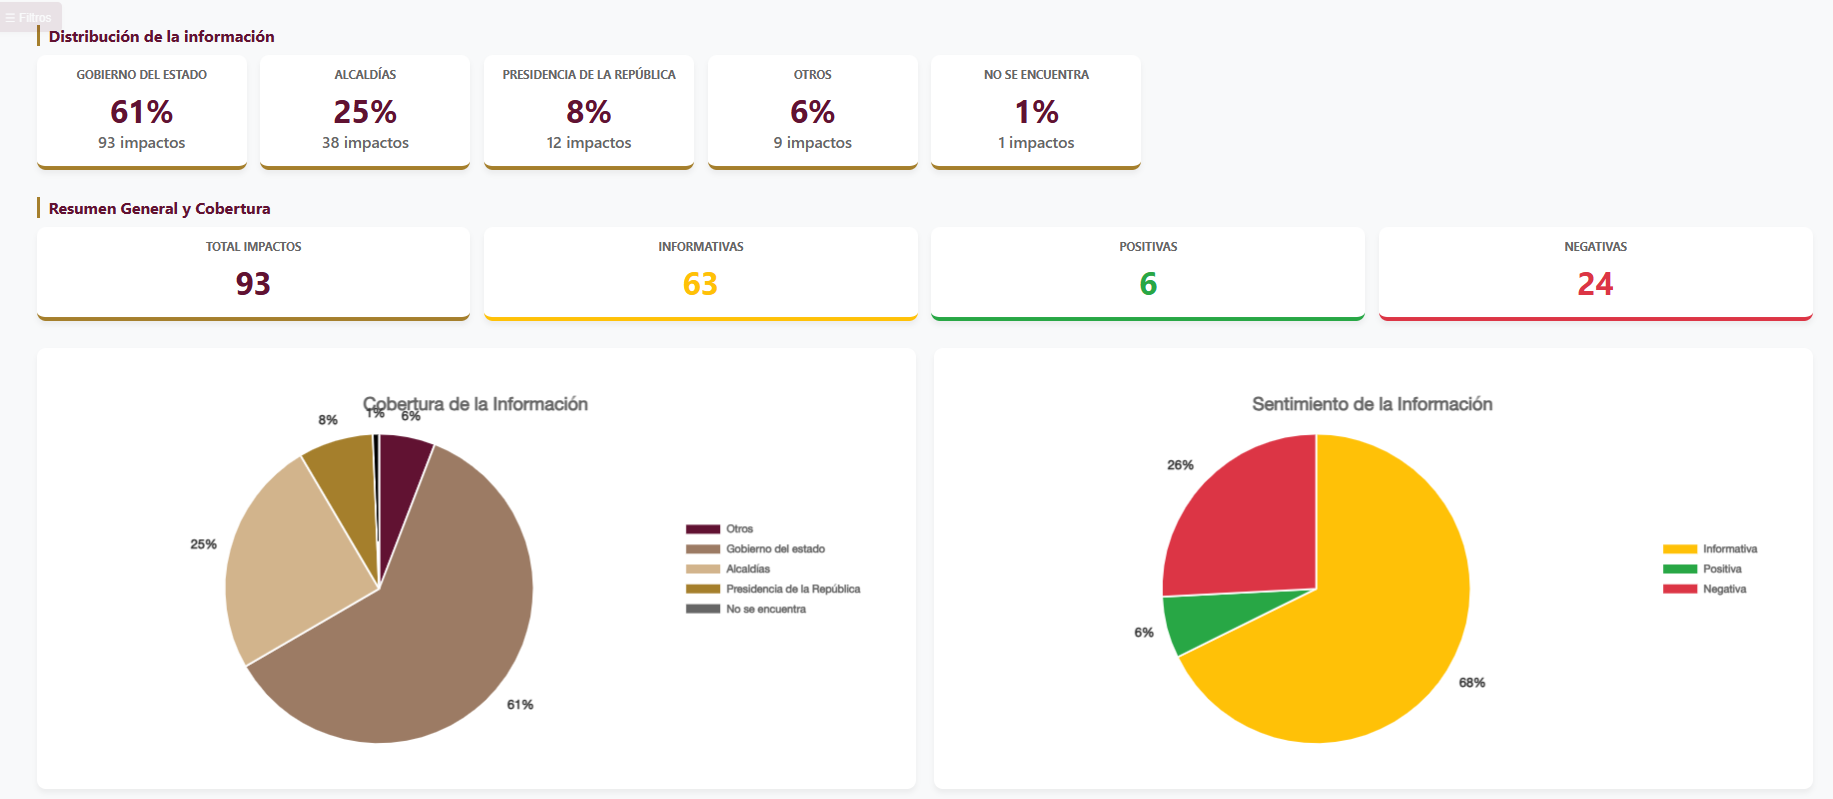 ☰ Filtros
Distribución de la información
GOBIERNO DEL ESTADO
61%
93 impactos
ALCALDÍAS
25%
38 impactos
PRESIDENCIA DE LA REPÚBLICA
8%
12 impactos
OTROS
6%
9 impactos
NO SE ENCUENTRA
1%
1 impactos
Resumen General y Cobertura
TOTAL IMPACTOS
93
INFORMATIVAS
63
POSITIVAS
6
NEGATIVAS
24
Cobertura de la Información
8%
1%
6%
25%
61%
Otros
Gobierno del estado
Alcaldías
Presidencia de la República
No se encuentra
Sentimiento de la Información
26%
6%
68%
Informativa
Positiva
Negativa